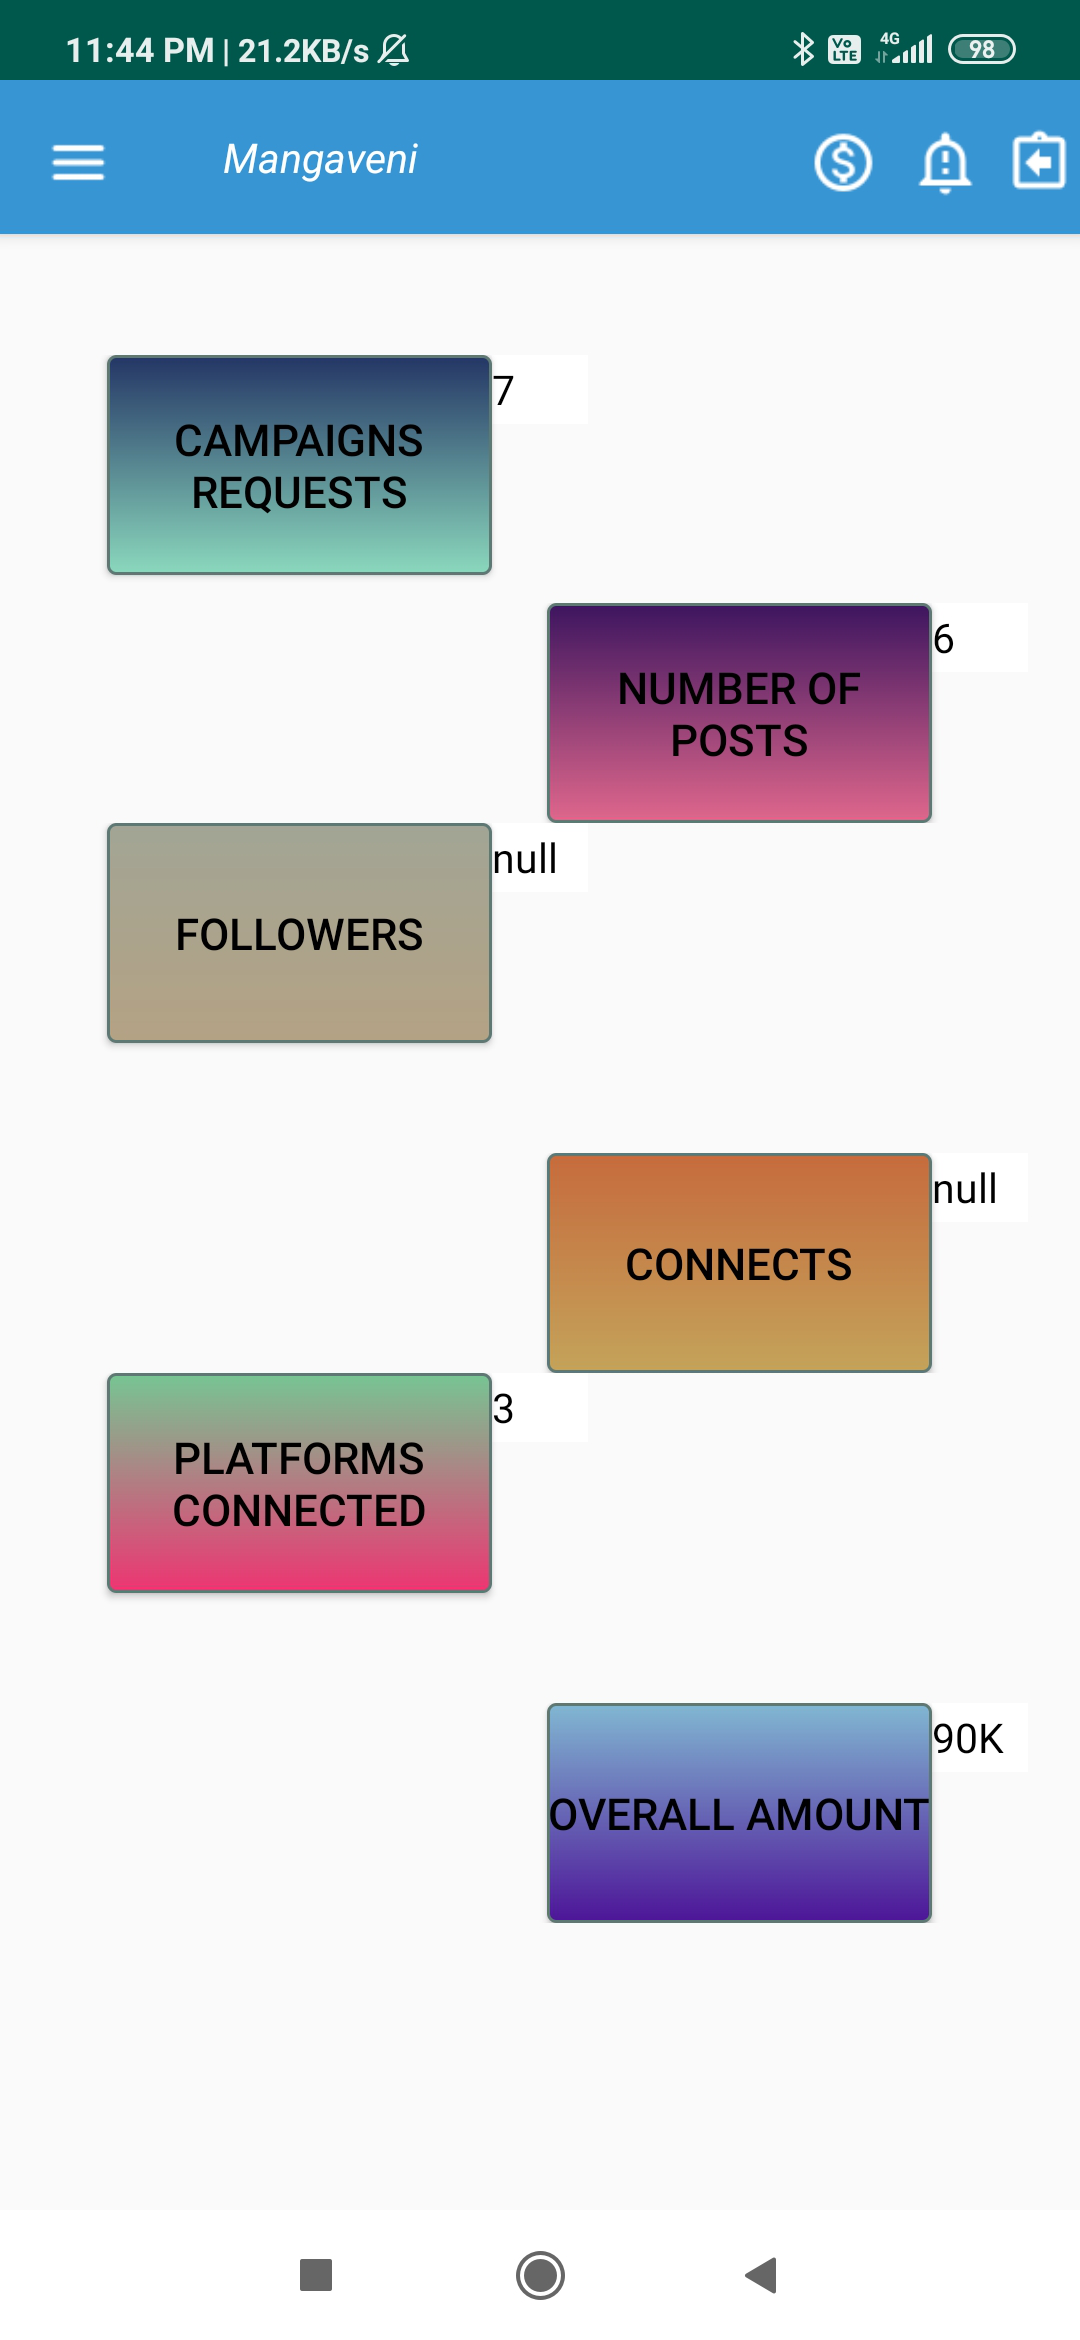 11:44 PM | 21.2KB/s
Vo LTE 4G 98
Mangaveni
7
CAMPAIGNS
REQUESTS
6
NUMBER OF
POSTS
null
FOLLOWERS
null
CONNECTS
3
PLATFORMS
CONNECTED
90K
OVERALL AMOUNT